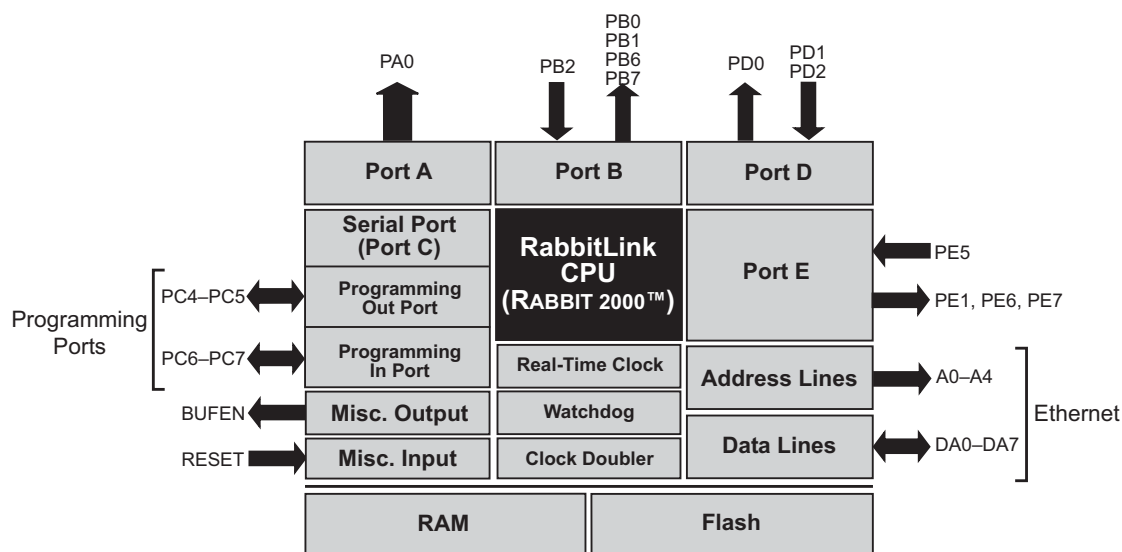 PA0
PB2
PB0
PB1
PB6
PB7
PD0
PD1
PD2
Port A
Port B
Port D
Serial Port
(Port C)
Programming
Out Port
Programming
In Port
RabbitLink
CPU
(RABBIT 2000™)
Port E
PE5
PE1, PE6, PE7
Programming
Ports
PC4–PC5
PC6–PC7
BUFEN
RESET
Misc. Output
Misc. Input
Real-Time Clock
Watchdog
Clock Doubler
Address Lines
Data Lines
A0–A4
DA0–DA7
Ethernet
RAM
Flash